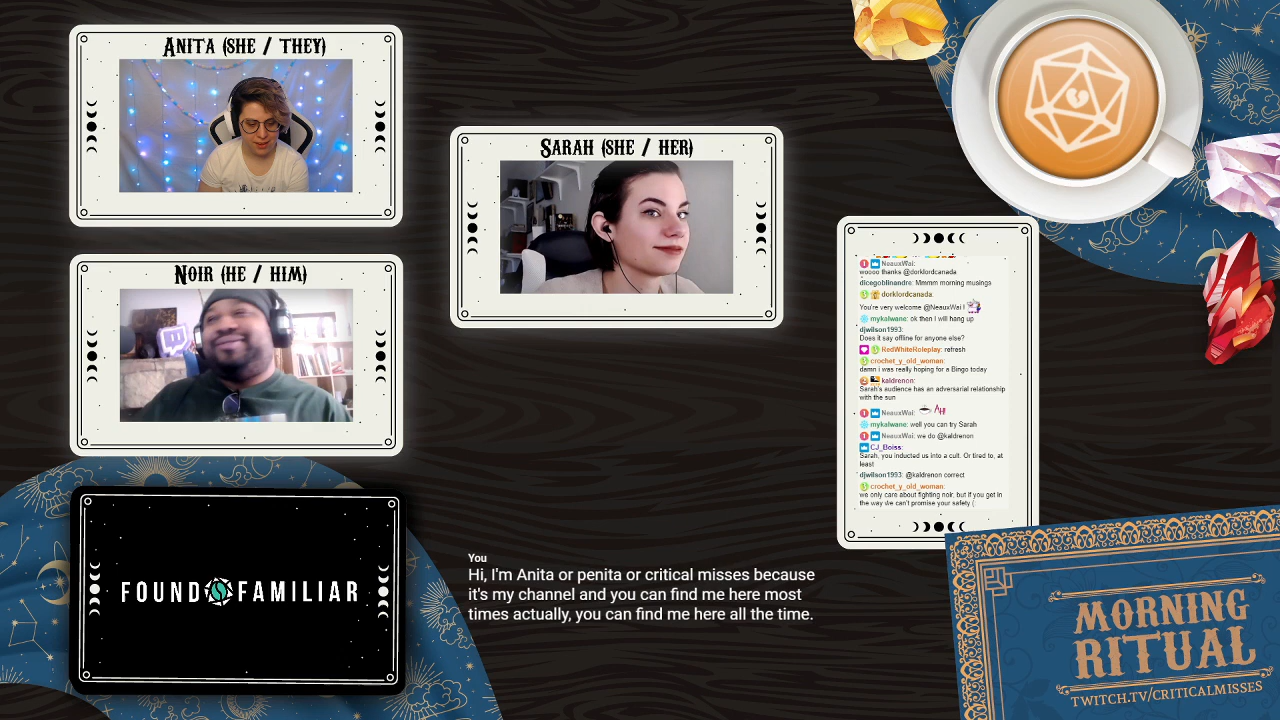 ANITA (SHE / THEY)
SARAH (SHE / HER)
NOIR (HE / HIM)
NeauxWai:
woooo thanks @dorklordcanada
dicegoblinandre: Mmmm morning musings
dorklordcanada:
You're very welcome @NeauxWai !
mykalwane: ok then I will hang up
djwilson1993:
Does it say offline for anyone else?
RedWhiteRoleplay: refresh
crochet_y_old_woman:
damn i was really hoping for a Bingo today
kaldrenon:
Sarah's audience has an adversarial relationship
with the sun
NeauxWai: AH!
mykalwane: well you can try Sarah
NeauxWai: we do @kaldrenon
CJ_Boiss:
Sarah, you inducted us into a cult. Or tired to, at
least
djwilson1993: @kaldrenon correct
crochet_y_old_woman:
we only care about fighting noir, but if you get in
the way we can't promise your safety (:
FOUND FAMILIAR
You
Hi, I'm Anita or penita or critical misses because
it's my channel and you can find me here most
times actually, you can find me here all the time.
MORNING
RITUAL
TWITCH.TV/CRITICALMISSES